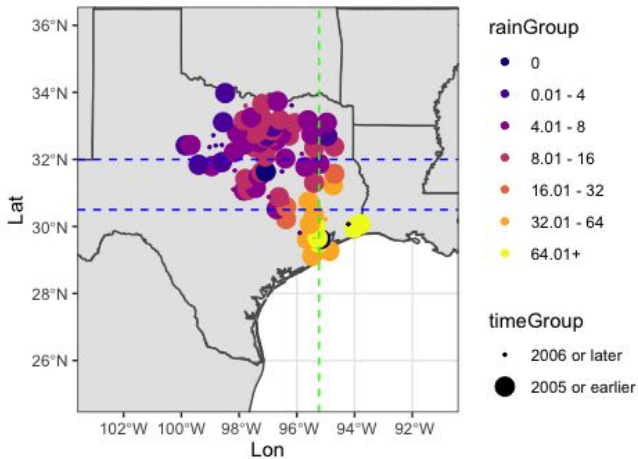 36°N
34°N
32°N
30°N
28°N
26°N
Lat
102°W 100°W 98°W 96°W 94°W 92°W
Lon
rainGroup
0
0.01 - 4
4.01 - 8
8.01 - 16
16.01 - 32
32.01 - 64
64.01+
timeGroup
2006 or later
2005 or earlier